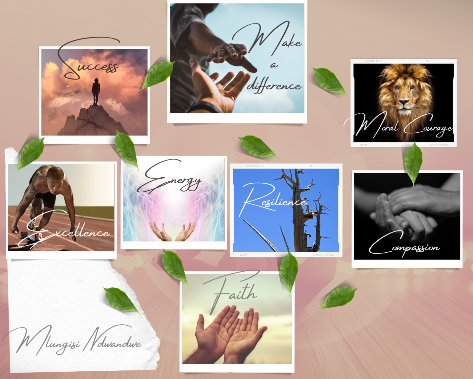 Success
Make
a
difference
Moral Courage
Excellence
Energy
Resilience
Compassion
Faith
Mlungisi Ndwandwe